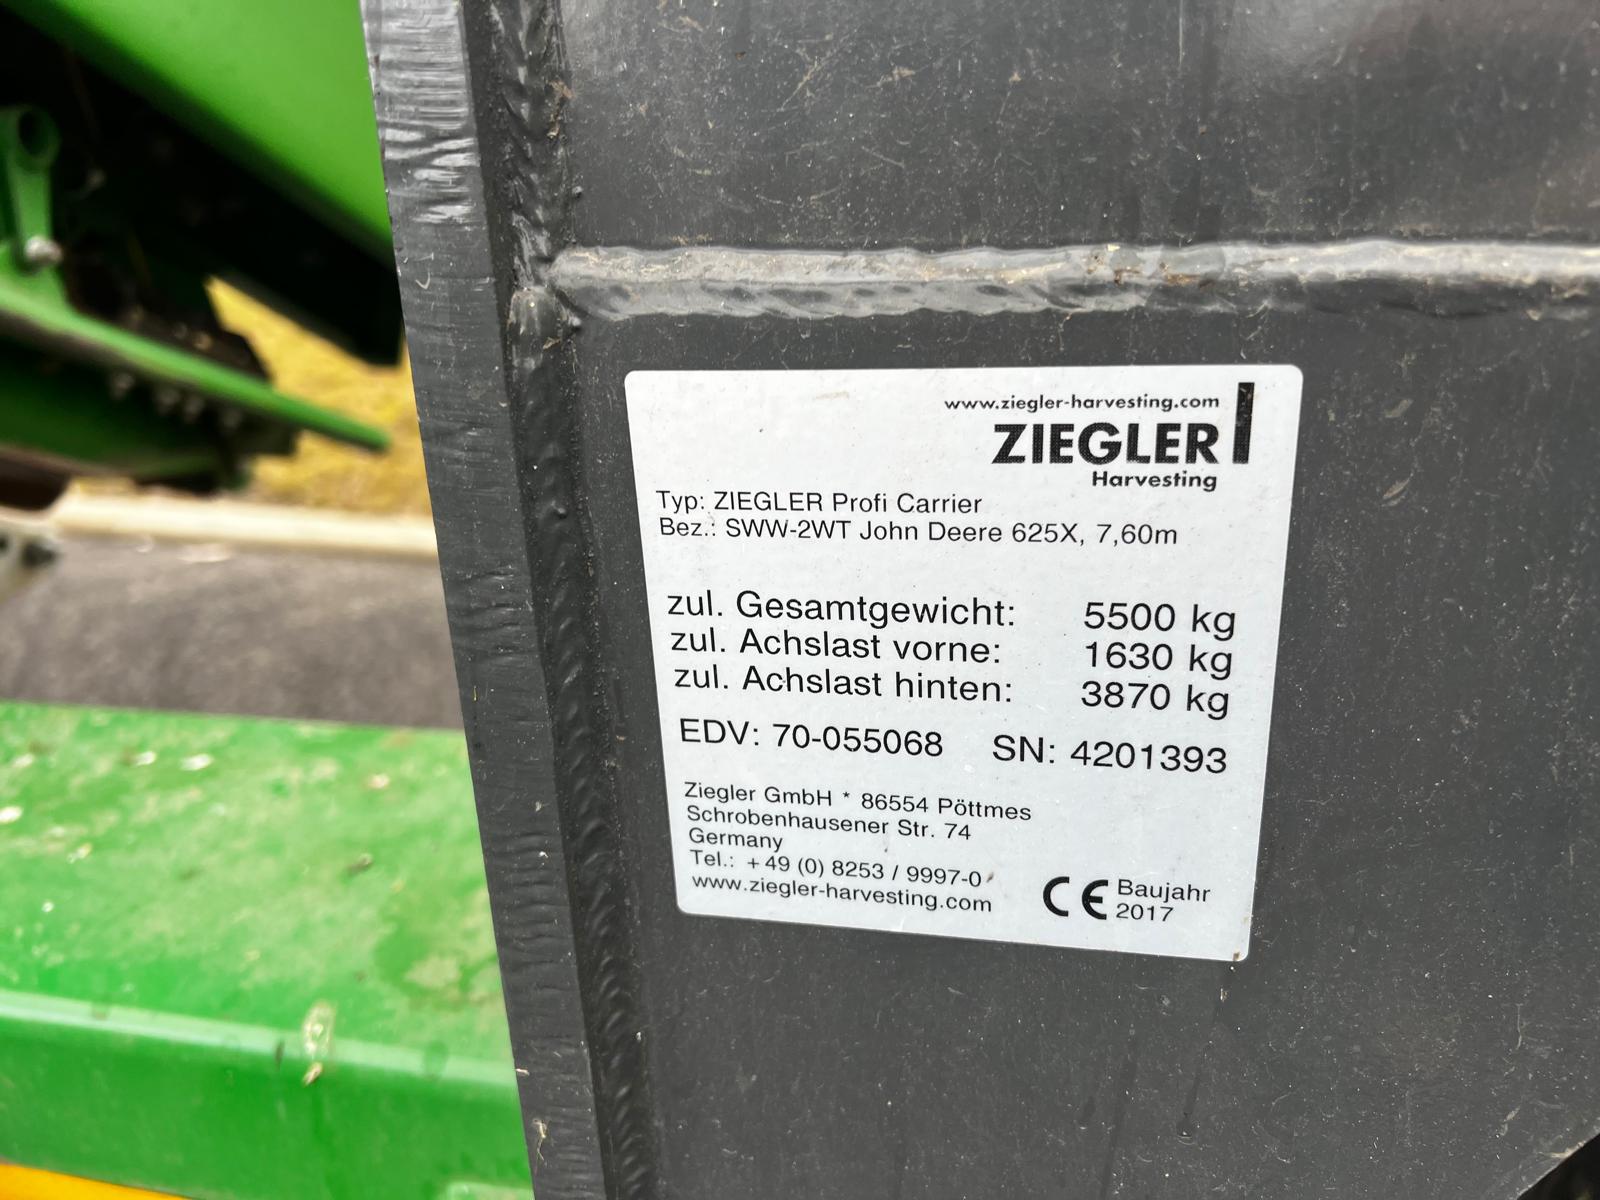 www.ziegler-harvesting.com
ZIEGLER
Harvesting
Typ: ZIEGLER Profi Carrier
Bez.: SWW-2WT John Deere 625X, 7,60m
zul. Gesamtgewicht: 5500 kg
zul. Achslast vorne: 1630 kg
zul. Achslast hinten: 3870 kg
EDV: 70-055068 SN: 4201393
Ziegler GmbH * 86554 Pöttmes
Schrobenhausener Str. 74
Germany
Tel.: +49 (0) 8253 / 9997-0
www.ziegler-harvesting.com
CE Baujahr
2017